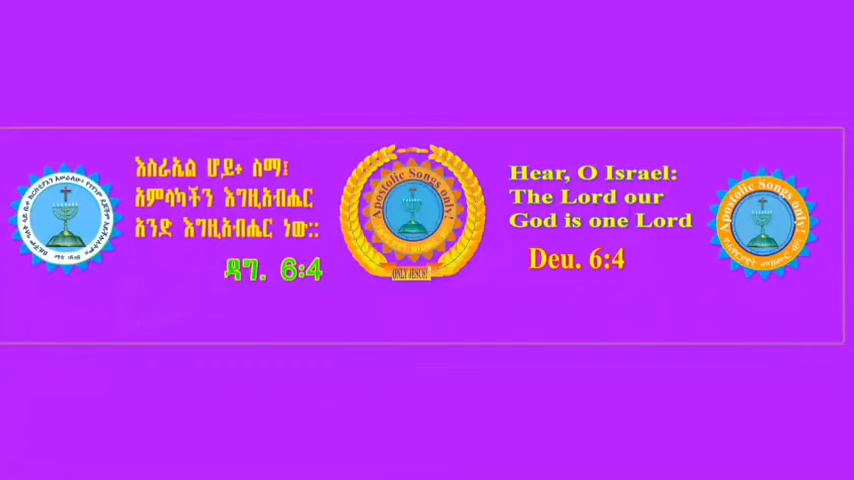 እስራኤል ሆይ፥ ስማ፤
አምላካችን እግዚአብሔር
አንድ እግዚአብሔር ነው።
ዳግ. 6:4
Apostolic Songs only!
ONLY JESUS!
Hear, O Israel:
The Lord our
God is one Lord
Deu. 6:4
Apostolic Songs only!